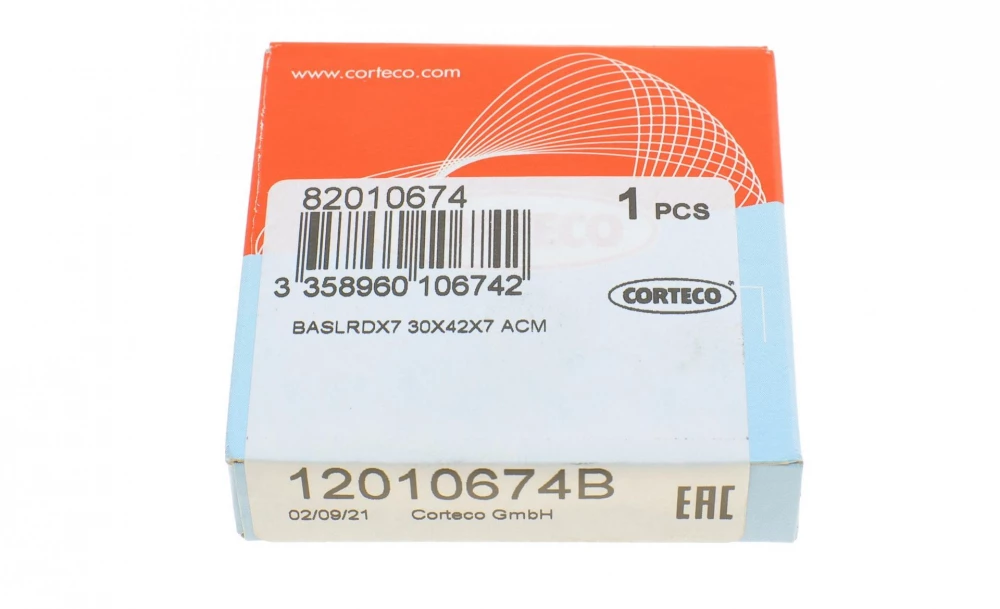 www.corteco.com
82010674
1 PCS
3 358960 106742
CORTECO
BASLRDX7 30X42X7 ACM
12010674B
02/09/21 Corteco GmbH
EAC